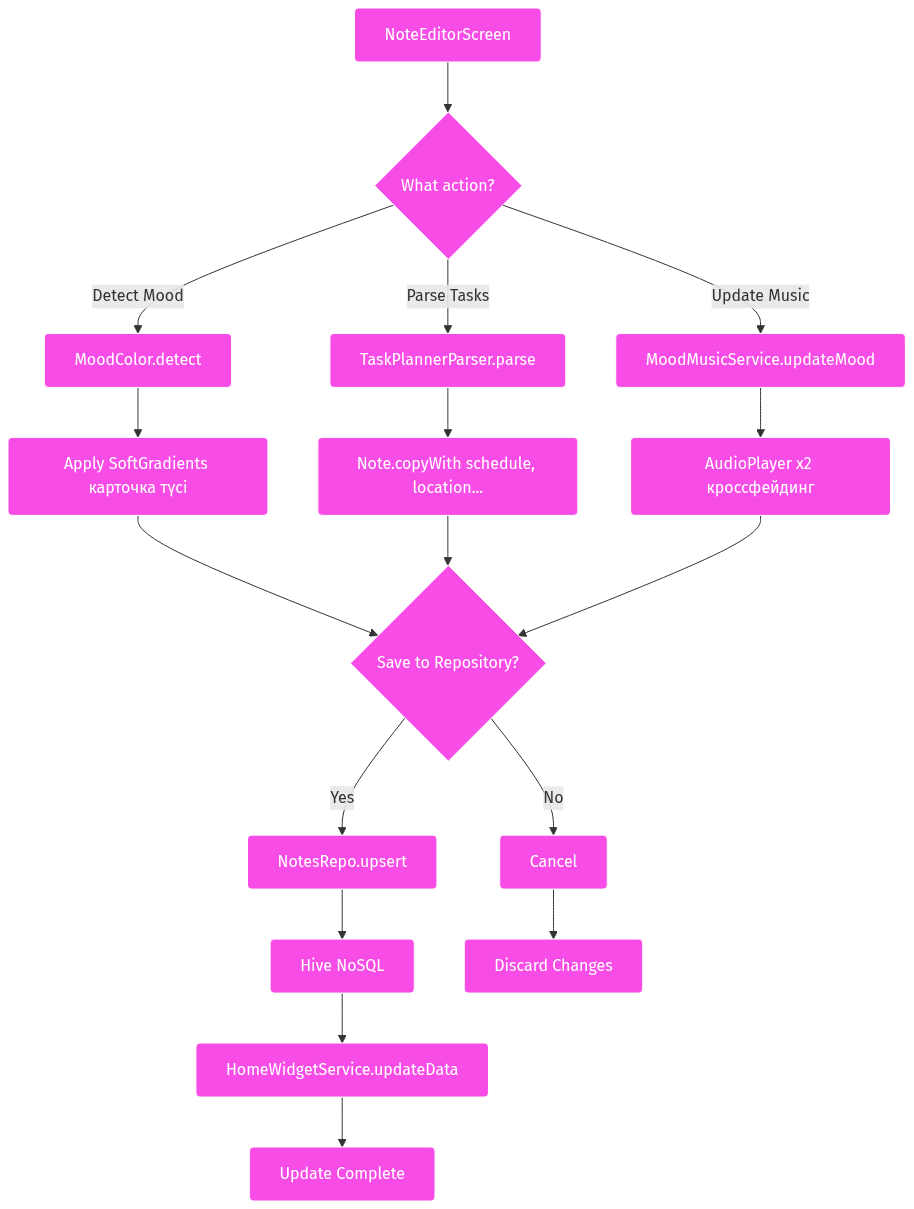 NoteEditorScreen
What action?
Detect Mood
Parse Tasks
Update Music
MoodColor.detect
TaskPlannerParser.parse
MoodMusicService.updateMood
Apply SoftGradients
карточка түсі
Note.copyWith schedule,
location...
AudioPlayer x2
кроссфейдинг
Save to Repository?
Yes
No
NotesRepo.upsert
Cancel
Hive NoSQL
Discard Changes
HomeWidgetService.updateData
Update Complete